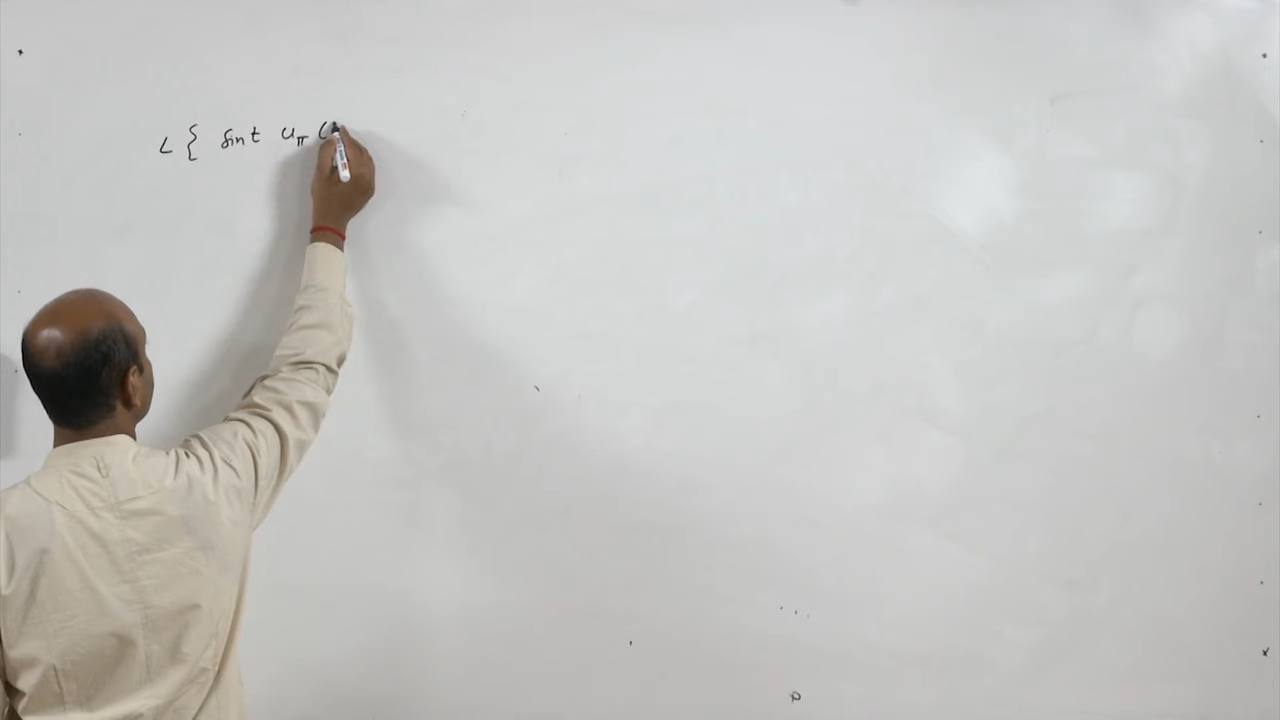 L { sin t u_π (